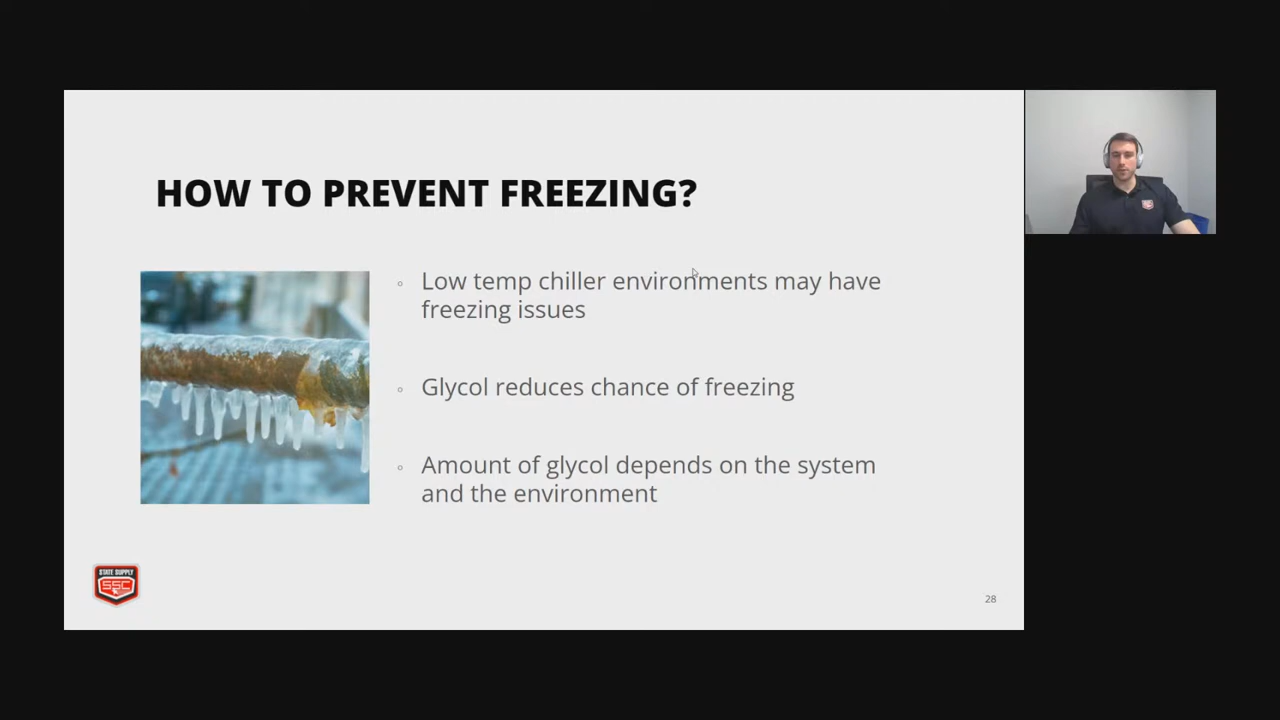 HOW TO PREVENT FREEZING?
Low temp chiller environments may have
freezing issues
Glycol reduces chance of freezing
Amount of glycol depends on the system
and the environment
STATE SUPPLY
SSC
28